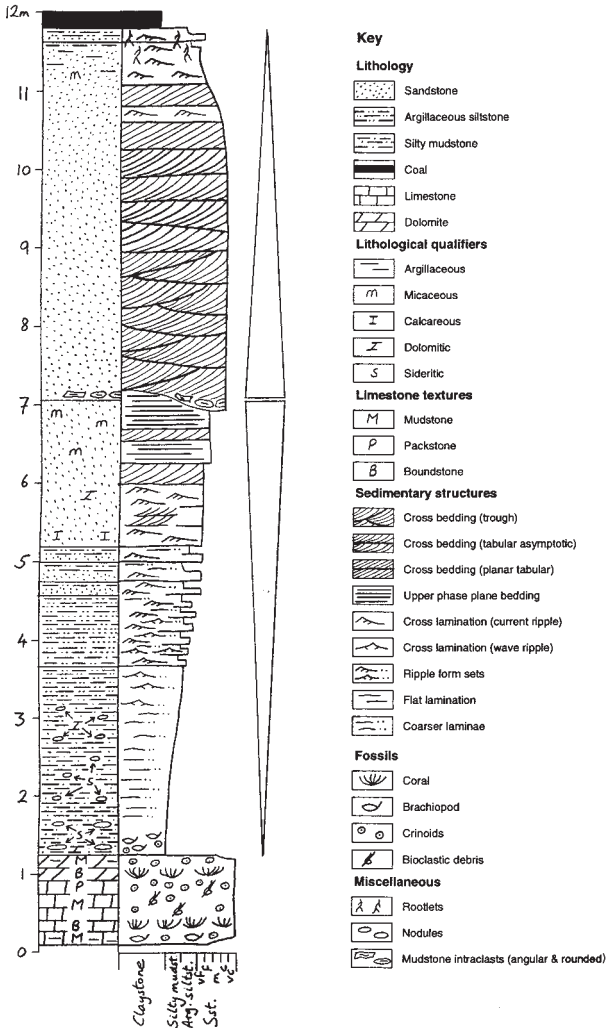 12m
11
10
9
8
7
6
5
4
3
2
1
0
m
m
m
m
I
I I
I
S
S
M
B
P
M
B
M
Claystone
Silty mudst.
Arg. siltst.
vf
f
m
c
vc
Sst.
Key
Lithology
Sandstone
Argillaceous siltstone
Silty mudstone
Coal
Limestone
Dolomite
Lithological qualifiers
Argillaceous
m Micaceous
I Calcareous
I Dolomitic
S Sideritic
Limestone textures
M Mudstone
P Packstone
B Boundstone
Sedimentary structures
Cross bedding (trough)
Cross bedding (tabular asymptotic)
Cross bedding (planar tabular)
Upper phase plane bedding
Cross lamination (current ripple)
Cross lamination (wave ripple)
Ripple form sets
Flat lamination
Coarser laminae
Fossils
Coral
Brachiopod
Crinoids
Bioclastic debris
Miscellaneous
Rootlets
Nodules
Mudstone intraclasts (angular & rounded)